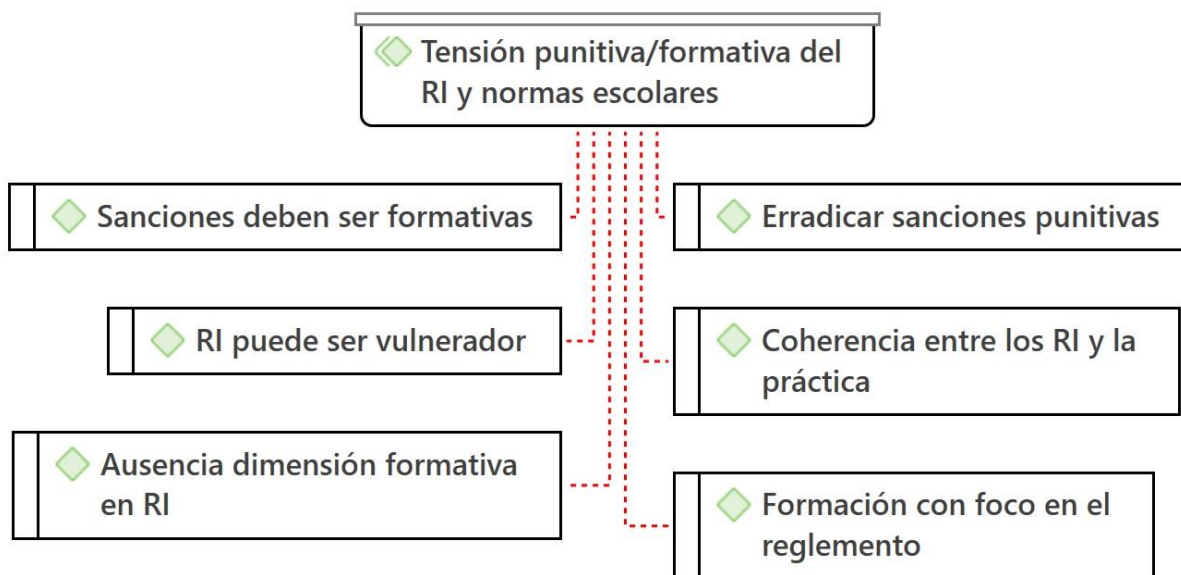 Tensión punitiva/formativa del
RI y normas escolares
Sanciones deben ser formativas
Erradicar sanciones punitivas
RI puede ser vulnerador
Coherencia entre los RI y la
práctica
Ausencia dimensión formativa
en RI
Formación con foco en el
reglemento